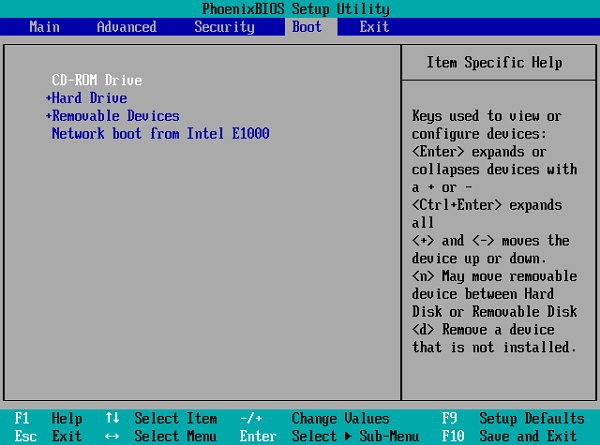 PhoenixBIOS Setup Utility
Main Advanced Security Boot Exit
CD-ROM Drive
+Hard Drive
+Removable Devices
Network boot from Intel E1000
Item Specific Help
Keys used to view or
configure devices:
<Enter> expands or
collapses devices with
a + or -
<Ctrl+Enter> expands
all
<+> and <-> moves the
device up or down.
<n> May move removable
device between Hard
Disk or Removable Disk
<d> Remove a device
that is not installed.
F1 Help ↑↓ Select Item -/+ Change Values F9 Setup Defaults
Esc Exit ↔ Select Menu Enter Select ▶ Sub-Menu F10 Save and Exit